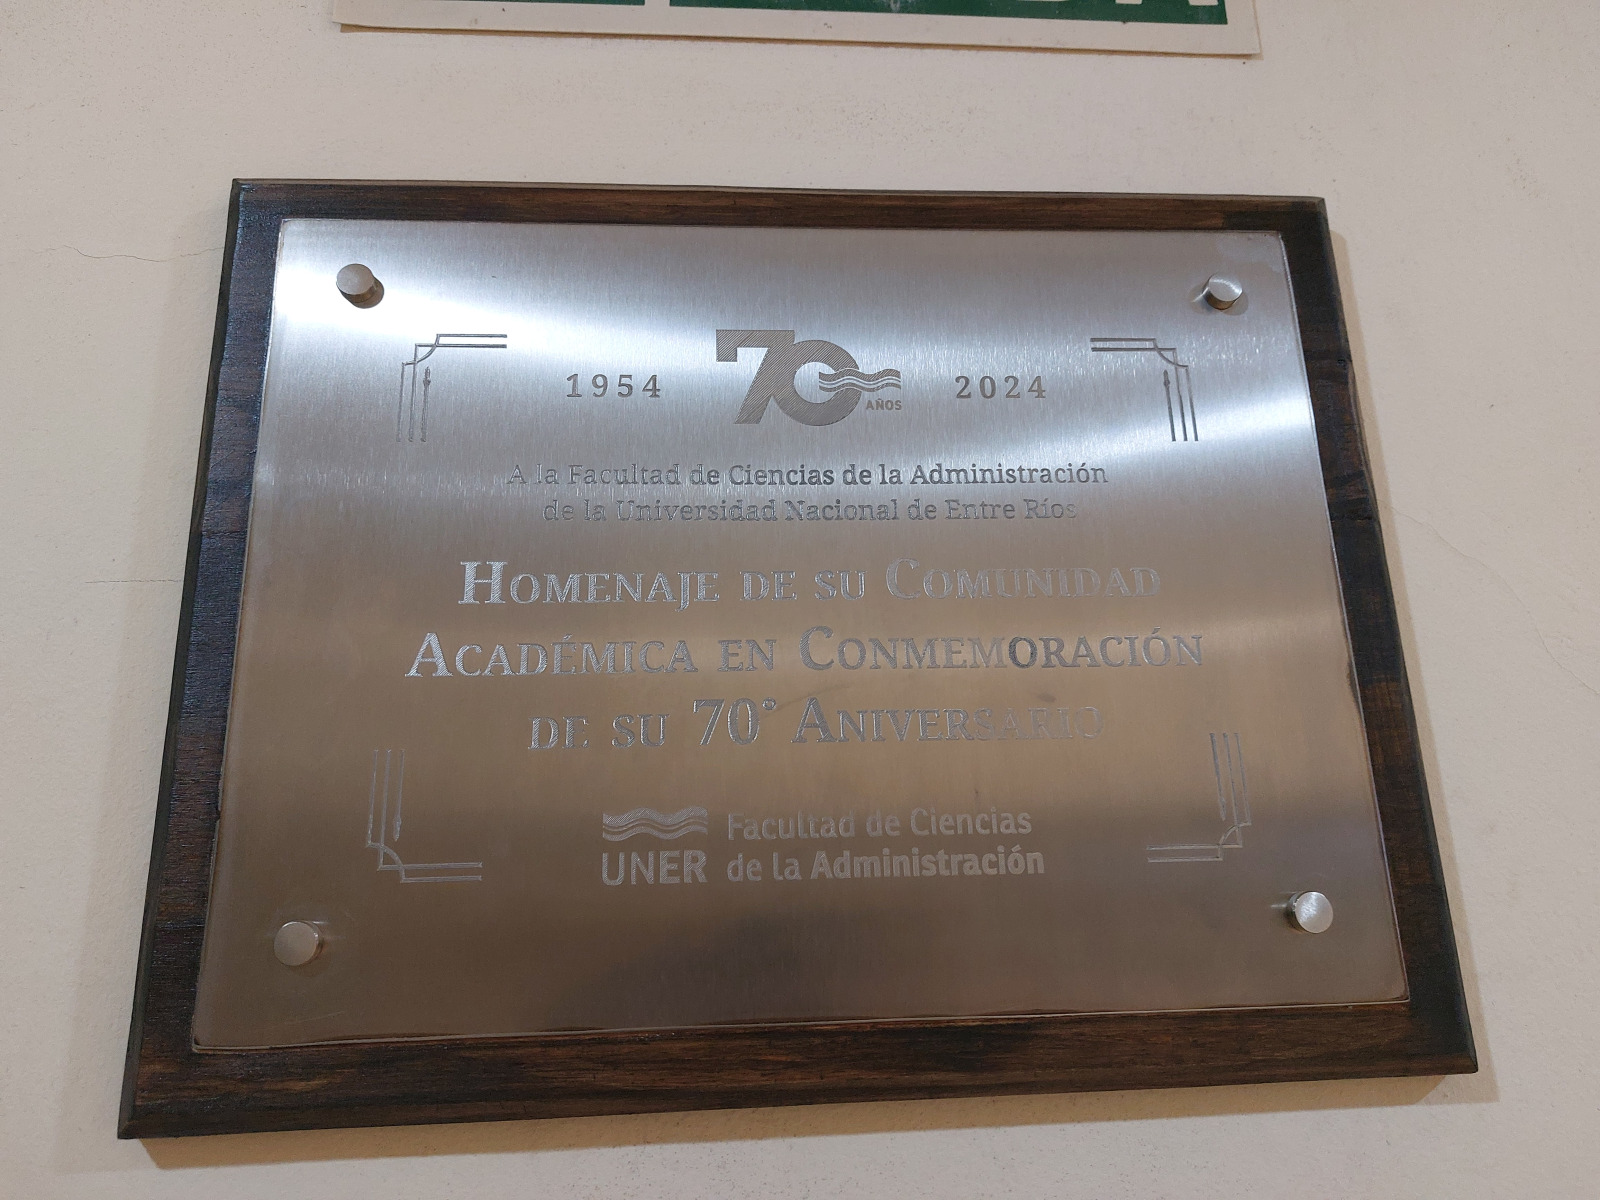 1954 70 AÑOS 2024
A la Facultad de Ciencias de la Administración
de la Universidad Nacional de Entre Ríos
HOMENAJE DE SU COMUNIDAD
ACADÉMICA EN CONMEMORACIÓN
DE SU 70° ANIVERSARIO
UNER
Facultad de Ciencias
de la Administración